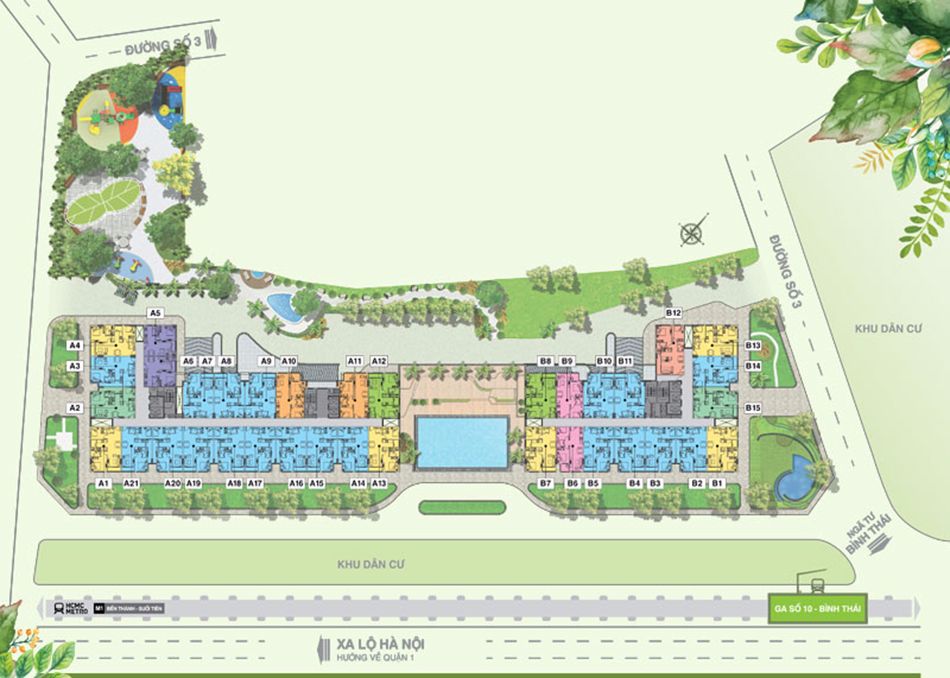 ĐƯỜNG SỐ 3
ĐƯỜNG SỐ 3
KHU DÂN CƯ
A5
B12
A4
A6 A7 A8 A9 A10 A11 A12
B8 B9 B10 B11
B13
A3
B14
A2
B15
A1 A21 A20 A19 A18 A17 A16 A15 A14 A13
B7 B6 B5 B4 B3 B2 B1
NGÃ TƯ
BÌNH THÁI
KHU DÂN CƯ
HCMC
METRO
M1 BẾN THÀNH - SUỐI TIÊN
GA SỐ 10 - BÌNH THÁI
XA LỘ HÀ NỘI
HƯỚNG VỀ QUẬN 1